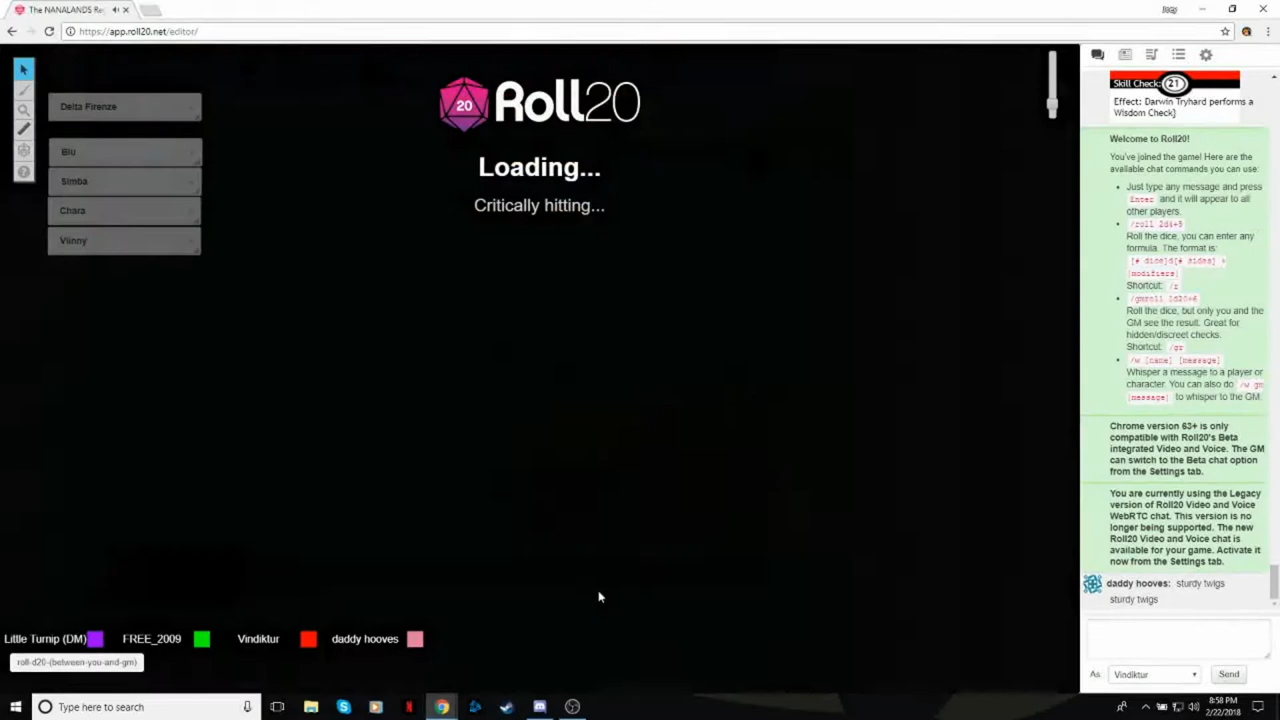 The NANALANDS Re
https://app.roll20.net/editor/
Delta Firenze
Blu
Simba
Chara
Viinny
20
Roll20
Loading...
Critically hitting...
Little Turnip (DM)
FREE_2009
Vindiktur
daddy hooves
roll-d20-(between-you-and-gm)
Skill Check: 21
Effect: Darwin Tryhard performs a
Wisdom Check]
Welcome to Roll20!
You've joined the game! Here are the
available chat commands you can use:
Just type any message and press
Enter and it will appear to all
other players.
/roll 2d4+5
Roll the dice, you can enter any
formula. The format is:
[# dice]d[# sides] +
[modifiers]
Shortcut: /r
/gmroll 1d20+6
Roll the dice, but only you and the
GM see the result. Great for
hidden/discreet checks.
Shortcut: /gr
/w [name] [message]
Whisper a message to a player or
character. You can also do /w gm
[message] to whisper to the GM.
Chrome version 63+ is only
compatible with Roll20's Beta
integrated Video and Voice. The GM
can switch to the Beta chat option
from the Settings tab.
You are currently using the Legacy
version of Roll20 Video and Voice
WebRTC chat. This version is no
longer being supported. The new
Roll20 Video and Voice chat is
available for your game. Activate it
now from the Settings tab.
daddy hooves: sturdy twigs
sturdy twigs
As: Vindiktur
Send
Type here to search
8:58 PM
2/22/2018